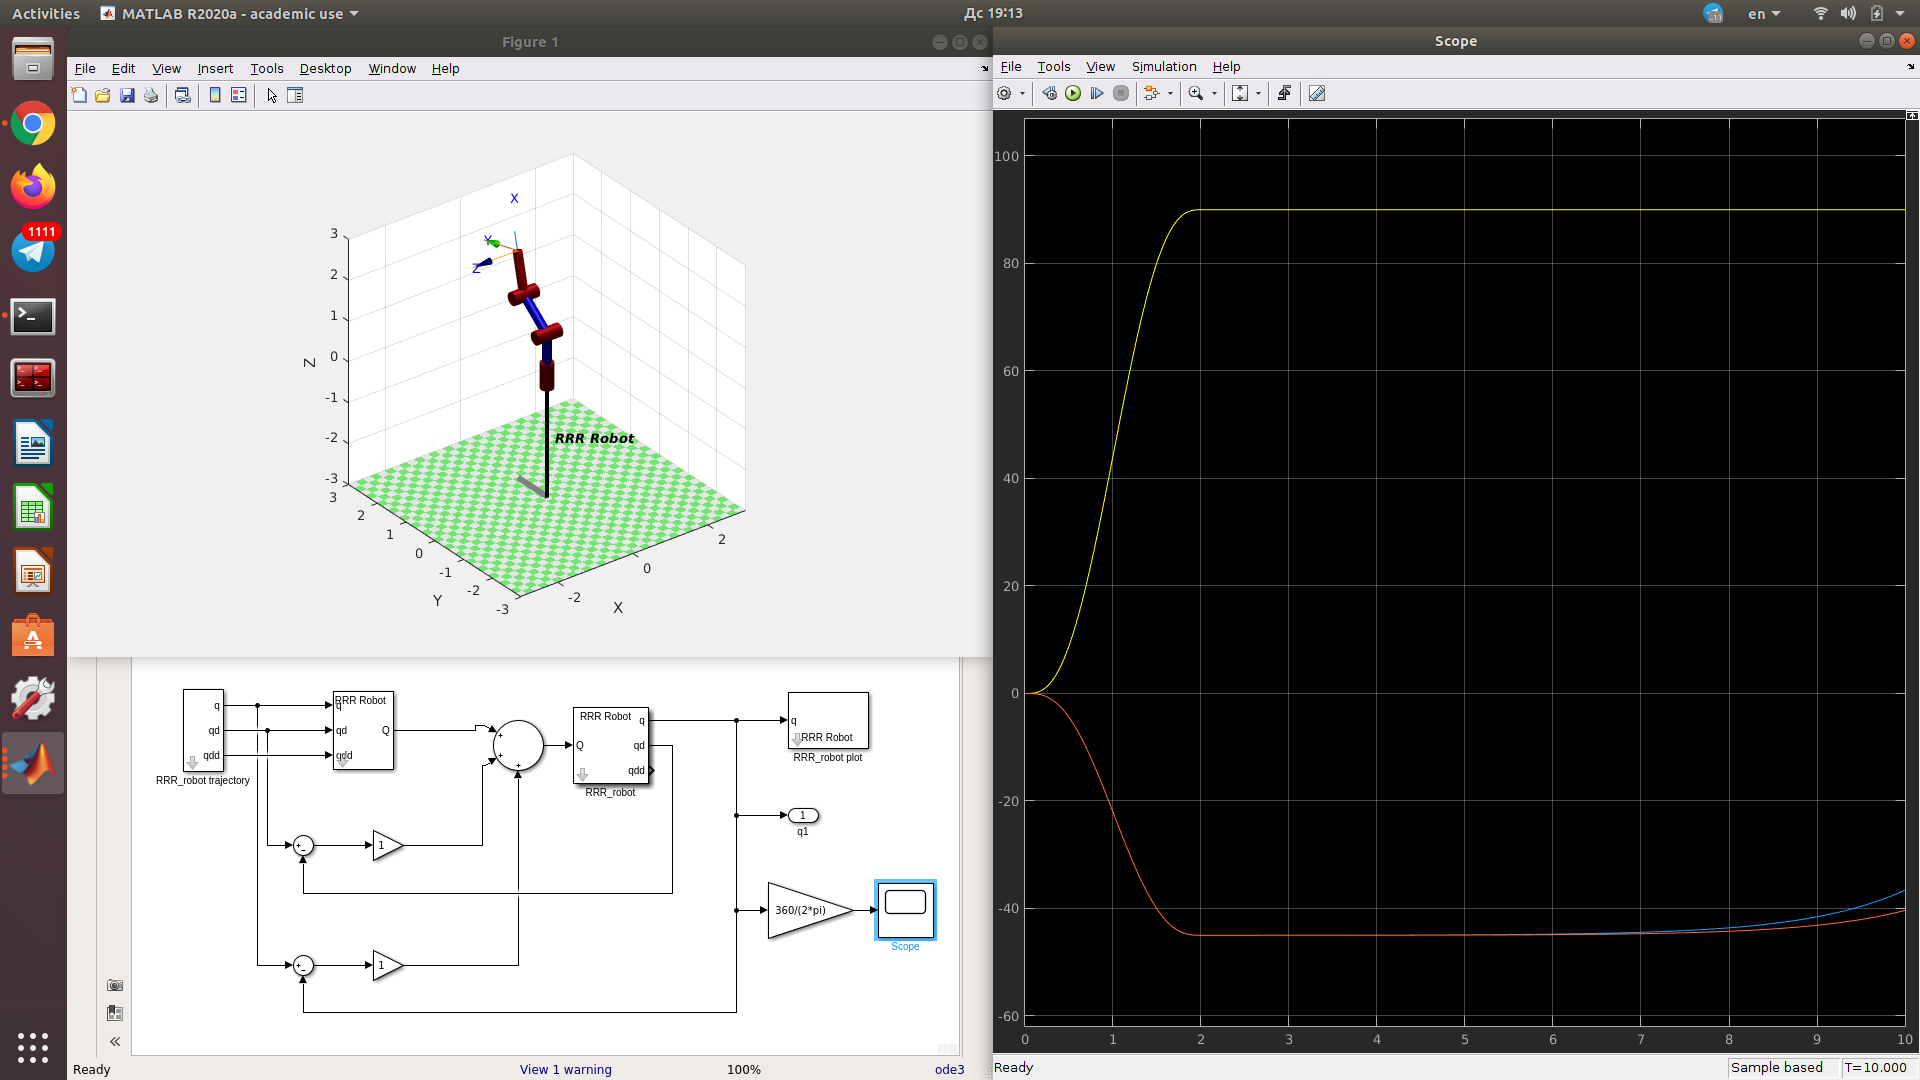 Activities
MATLAB R2020a - academic use
Дс 19:13
11
en
Figure 1
File Edit View Insert Tools Desktop Window Help
X
Y
Z
RRR Robot
3
2
1
0
-1
-2
-3
Z
3
2
1
0
-1
-2
-3
Y
-2
0
2
X
1111
q
qd
qdd
RRR_robot trajectory
RRR Robot
q
qd
qdd
Q
+
+
+
RRR Robot
Q
q
qd
qdd
RRR_robot
q
RRR Robot
RRR_robot plot
1
q1
+
-
1
+
-
1
360/(2*pi)
Scope
Ready
View 1 warning
100%
ode3
Scope
File Tools View Simulation Help
100
80
60
40
20
0
-20
-40
-60
0 1 2 3 4 5 6 7 8 9 10
Ready
Sample based
T=10.000